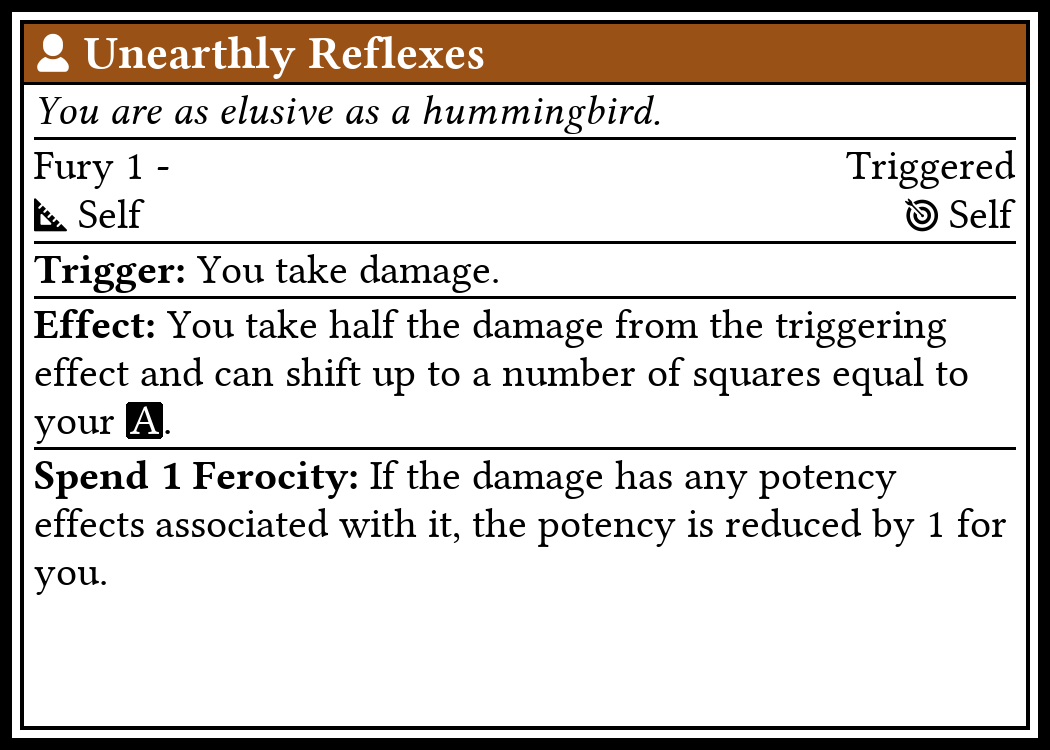 Unearthly Reflexes
You are as elusive as a hummingbird.
Fury 1 - Triggered
Self Self
Trigger: You take damage.
Effect: You take half the damage from the triggering
effect and can shift up to a number of squares equal to
your A.
Spend 1 Ferocity: If the damage has any potency
effects associated with it, the potency is reduced by 1 for
you.